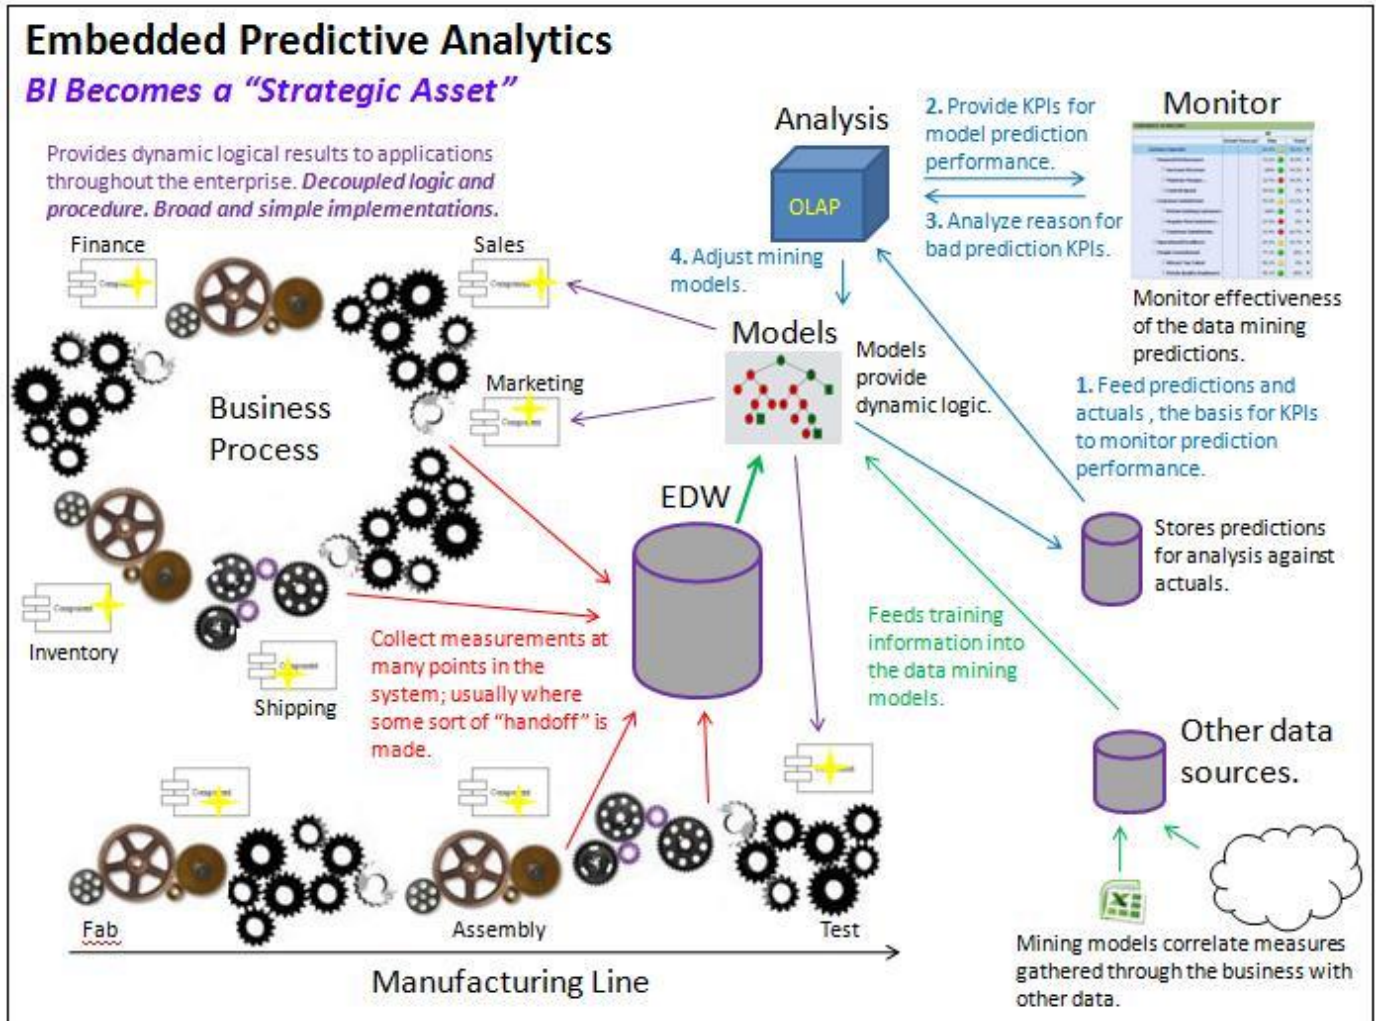 Embedded Predictive Analytics
BI Becomes a “Strategic Asset”
Provides dynamic logical results to applications
throughout the enterprise. Decoupled logic and
procedure. Broad and simple implementations.
Finance
Sales
Marketing
Business
Process
Inventory
Shipping
Analysis
OLAP
2. Provide KPIs for
model prediction
performance.
3. Analyze reason for
bad prediction KPIs.
4. Adjust mining
models.
Monitor
Monitor effectiveness
of the data mining
predictions.
Models
Models
provide
dynamic logic.
1. Feed predictions and
actuals , the basis for KPIs
to monitor prediction
performance.
EDW
Stores predictions
for analysis against
actuals.
Collect measurements at
many points in the
system; usually where
some sort of “handoff” is
made.
Feeds training
information into
the data mining
models.
Other data
sources.
Fab
Assembly
Test
Manufacturing Line
Mining models correlate measures
gathered through the business with
other data.